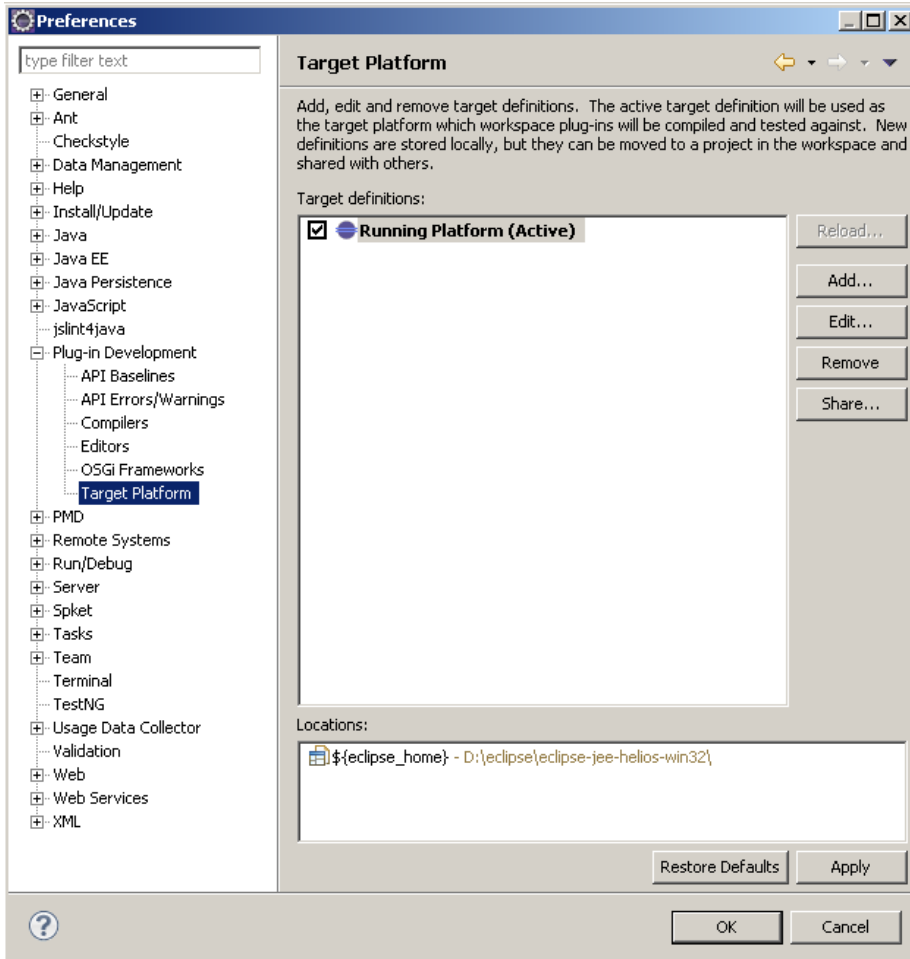 Preferences
type filter text
General
Ant
Checkstyle
Data Management
Help
Install/Update
Java
Java EE
Java Persistence
JavaScript
jslint4java
Plug-in Development
API Baselines
API Errors/Warnings
Compilers
Editors
OSGi Frameworks
Target Platform
PMD
Remote Systems
Run/Debug
Server
Spket
Tasks
Team
Terminal
TestNG
Usage Data Collector
Validation
Web
Web Services
XML
Target Platform
Add, edit and remove target definitions. The active target definition will be used as
the target platform which workspace plug-ins will be compiled and tested against. New
definitions are stored locally, but they can be moved to a project in the workspace and
shared with others.
Target definitions:
Running Platform (Active)
Reload...
Add...
Edit...
Remove
Share...
Locations:
${eclipse_home} - D:\eclipse\eclipse-jee-helios-win32\
Restore Defaults
Apply
OK
Cancel